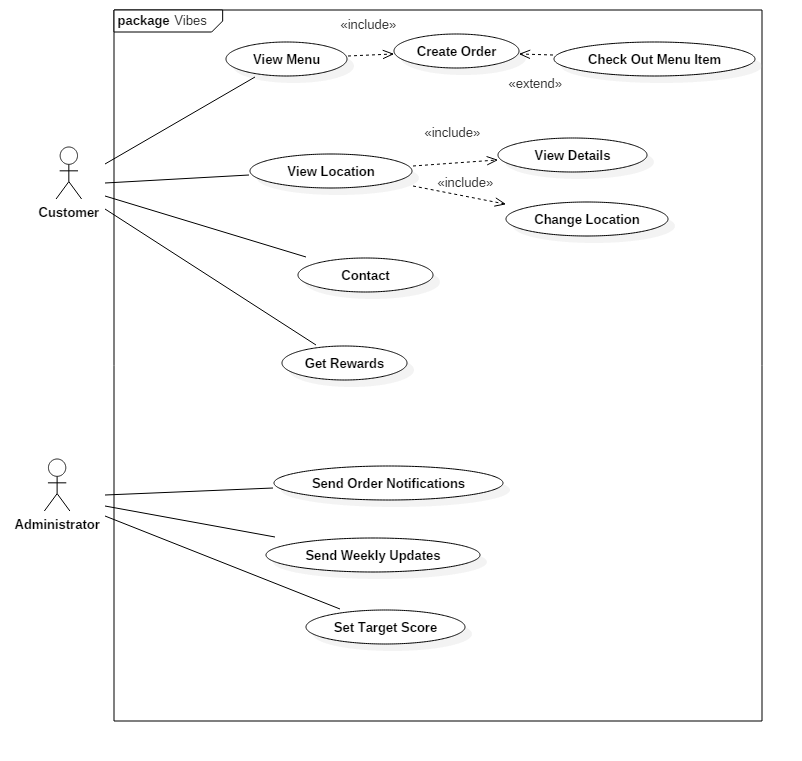 package Vibes
«include»
View Menu
Create Order
Check Out Menu Item
«extend»
«include»
View Details
View Location
«include»
Customer
Change Location
Contact
Get Rewards
Send Order Notifications
Administrator
Send Weekly Updates
Set Target Score